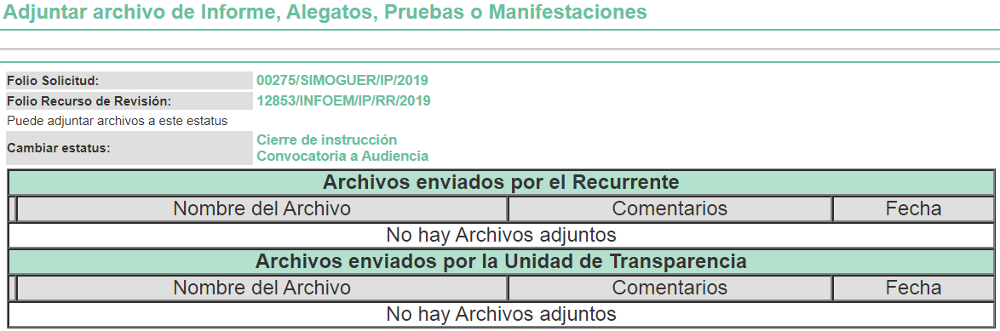 Adjuntar archivo de Informe, Alegatos, Pruebas o Manifestaciones
Folio Solicitud: 00275/SIMOGUER/IP/2019
Folio Recurso de Revisión: 12853/INFOEM/IP/RR/2019
Puede adjuntar archivos a este estatus
Cambiar estatus: Cierre de instrucción
Convocatoria a Audiencia
Archivos enviados por el Recurrente
Nombre del Archivo Comentarios Fecha
No hay Archivos adjuntos
Archivos enviados por la Unidad de Transparencia
Nombre del Archivo Comentarios Fecha
No hay Archivos adjuntos